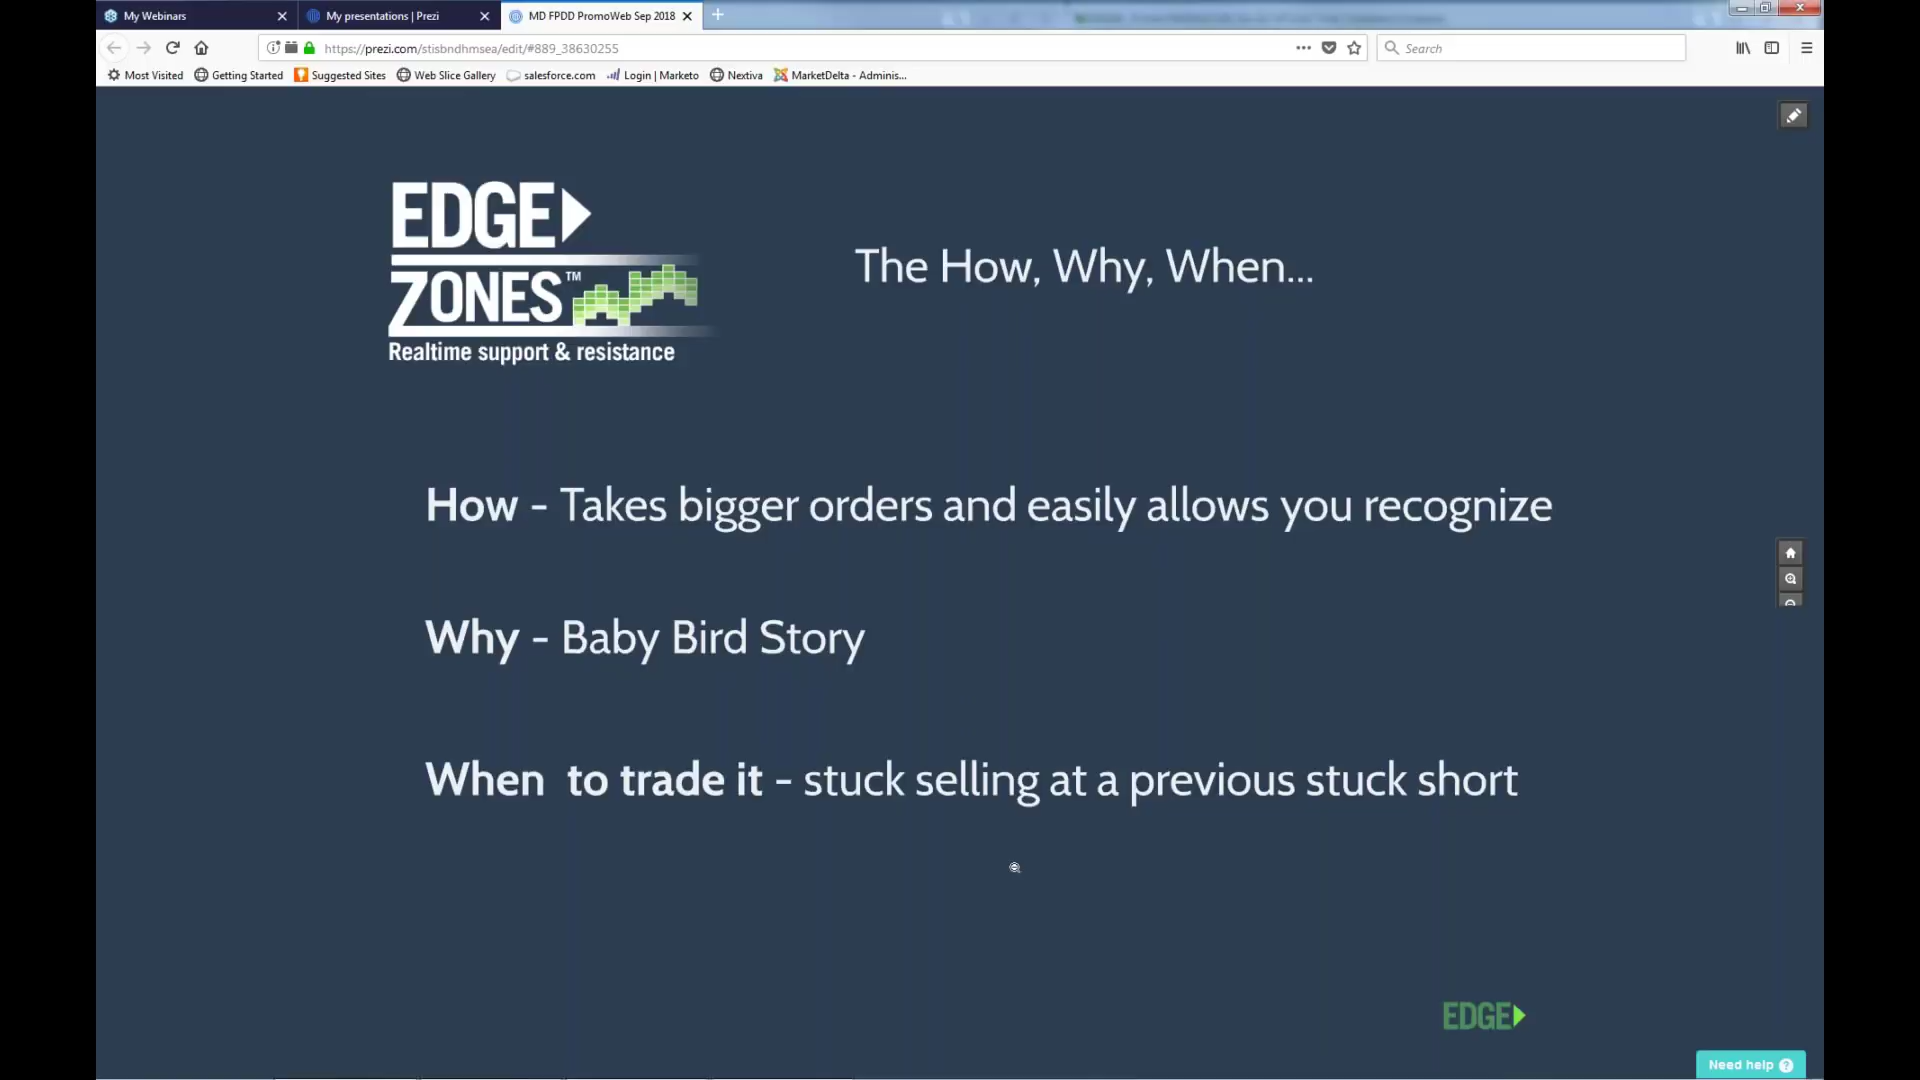 My Webinars
My presentations | Prezi
MD FPDD PromoWeb Sep 2018
https://prezi.com/stisbndhmsea/edit/#889_38630255
Search
Most Visited
Getting Started
Suggested Sites
Web Slice Gallery
salesforce.com
Login | Marketo
Nextiva
MarketDelta - Adminis...
EDGE
ZONES™
Realtime support & resistance
The How, Why, When...
How - Takes bigger orders and easily allows you recognize
Why - Baby Bird Story
When to trade it - stuck selling at a previous stuck short
EDGE
Need help ?